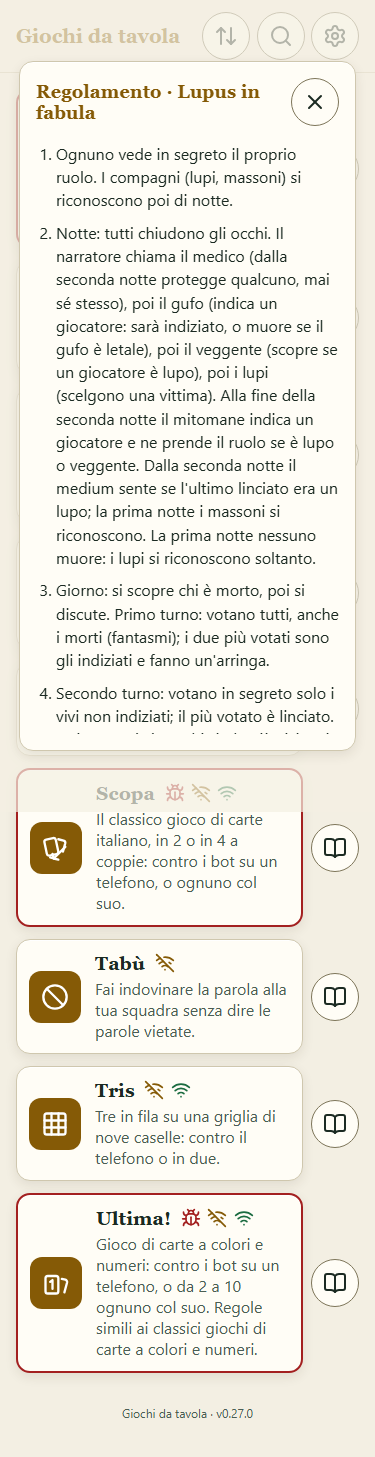 Giochi da tavola
Regolamento · Lupus in
fabula
1. Ognuno vede in segreto il proprio
ruolo. I compagni (lupi, massoni) si
riconoscono poi di notte.
2. Notte: tutti chiudono gli occhi. Il
narratore chiama il medico (dalla
seconda notte protegge qualcuno, mai
sé stesso), poi il gufo (indica un
giocatore: sarà indiziato, o muore se il
gufo è letale), poi il veggente (scopre se
un giocatore è lupo), poi i lupi
(scelgono una vittima). Alla fine della
seconda notte il mitomane indica un
giocatore e ne prende il ruolo se è lupo
o veggente. Dalla seconda notte il
medium sente se l'ultimo linciato era un
lupo; la prima notte i massoni si
riconoscono. La prima notte nessuno
muore: i lupi si riconoscono soltanto.
3. Giorno: si scopre chi è morto, poi si
discute. Primo turno: votano tutti, anche
i morti (fantasmi); i due più votati sono
gli indiziati e fanno un'arringa.
4. Secondo turno: votano in segreto solo i
vivi non indiziati; il più votato è linciato.
Scopa
Il classico gioco di carte
italiano, in 2 o in 4 a
coppie: contro i bot su un
telefono, o ognuno col
suo.
Tabù
Fai indovinare la parola alla
tua squadra senza dire le
parole vietate.
Tris
Tre in fila su una griglia di
nove caselle: contro il
telefono o in due.
Ultima!
Gioco di carte a colori e
numeri: contro i bot su un
telefono, o da 2 a 10
ognuno col suo. Regole
simili ai classici giochi di
carte a colori e numeri.
Giochi da tavola · v0.27.0